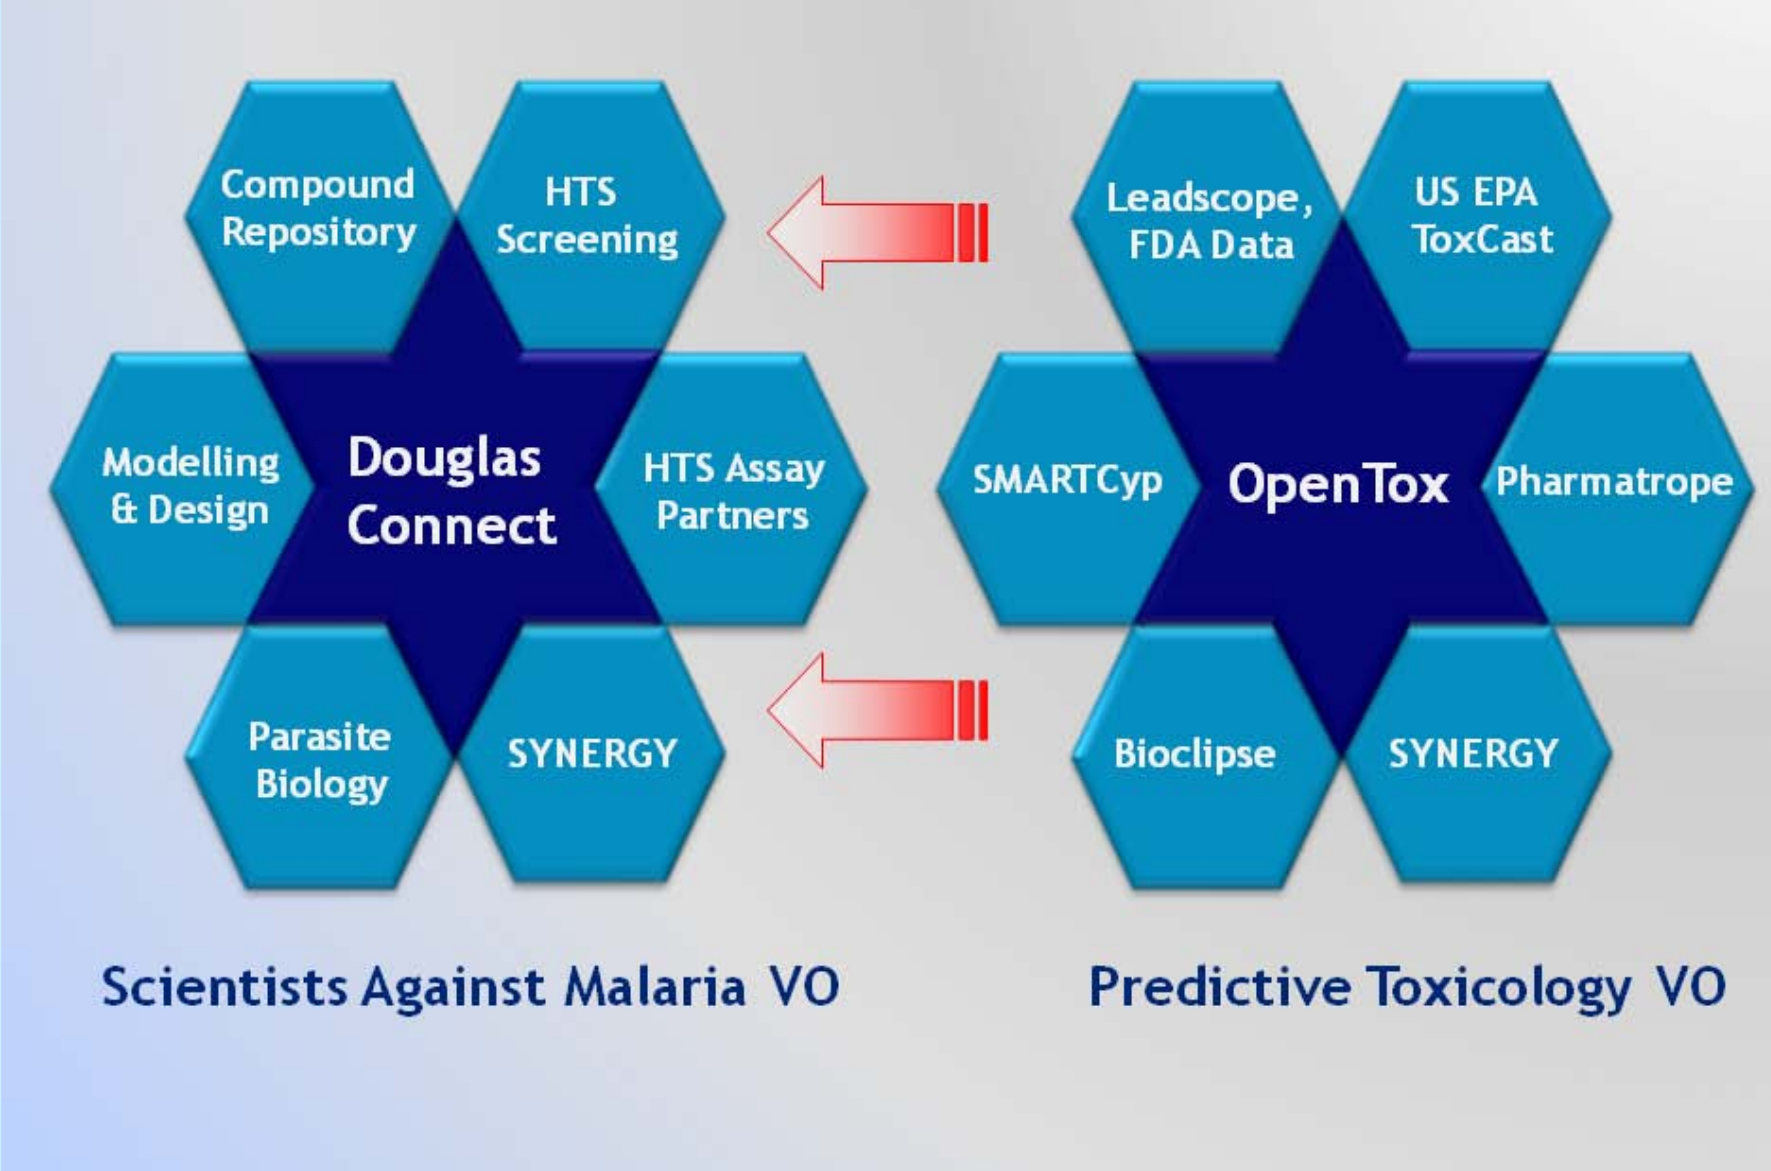 Compound
Repository
HTS
Screening
Modelling
& Design
Douglas
Connect
HTS Assay
Partners
Parasite
Biology
SYNERGY
Scientists Against Malaria VO
Leadscope,
FDA Data
US EPA
ToxCast
SMARTCyp
OpenTox
Pharmatrope
Bioclipse
SYNERGY
Predictive Toxicology VO